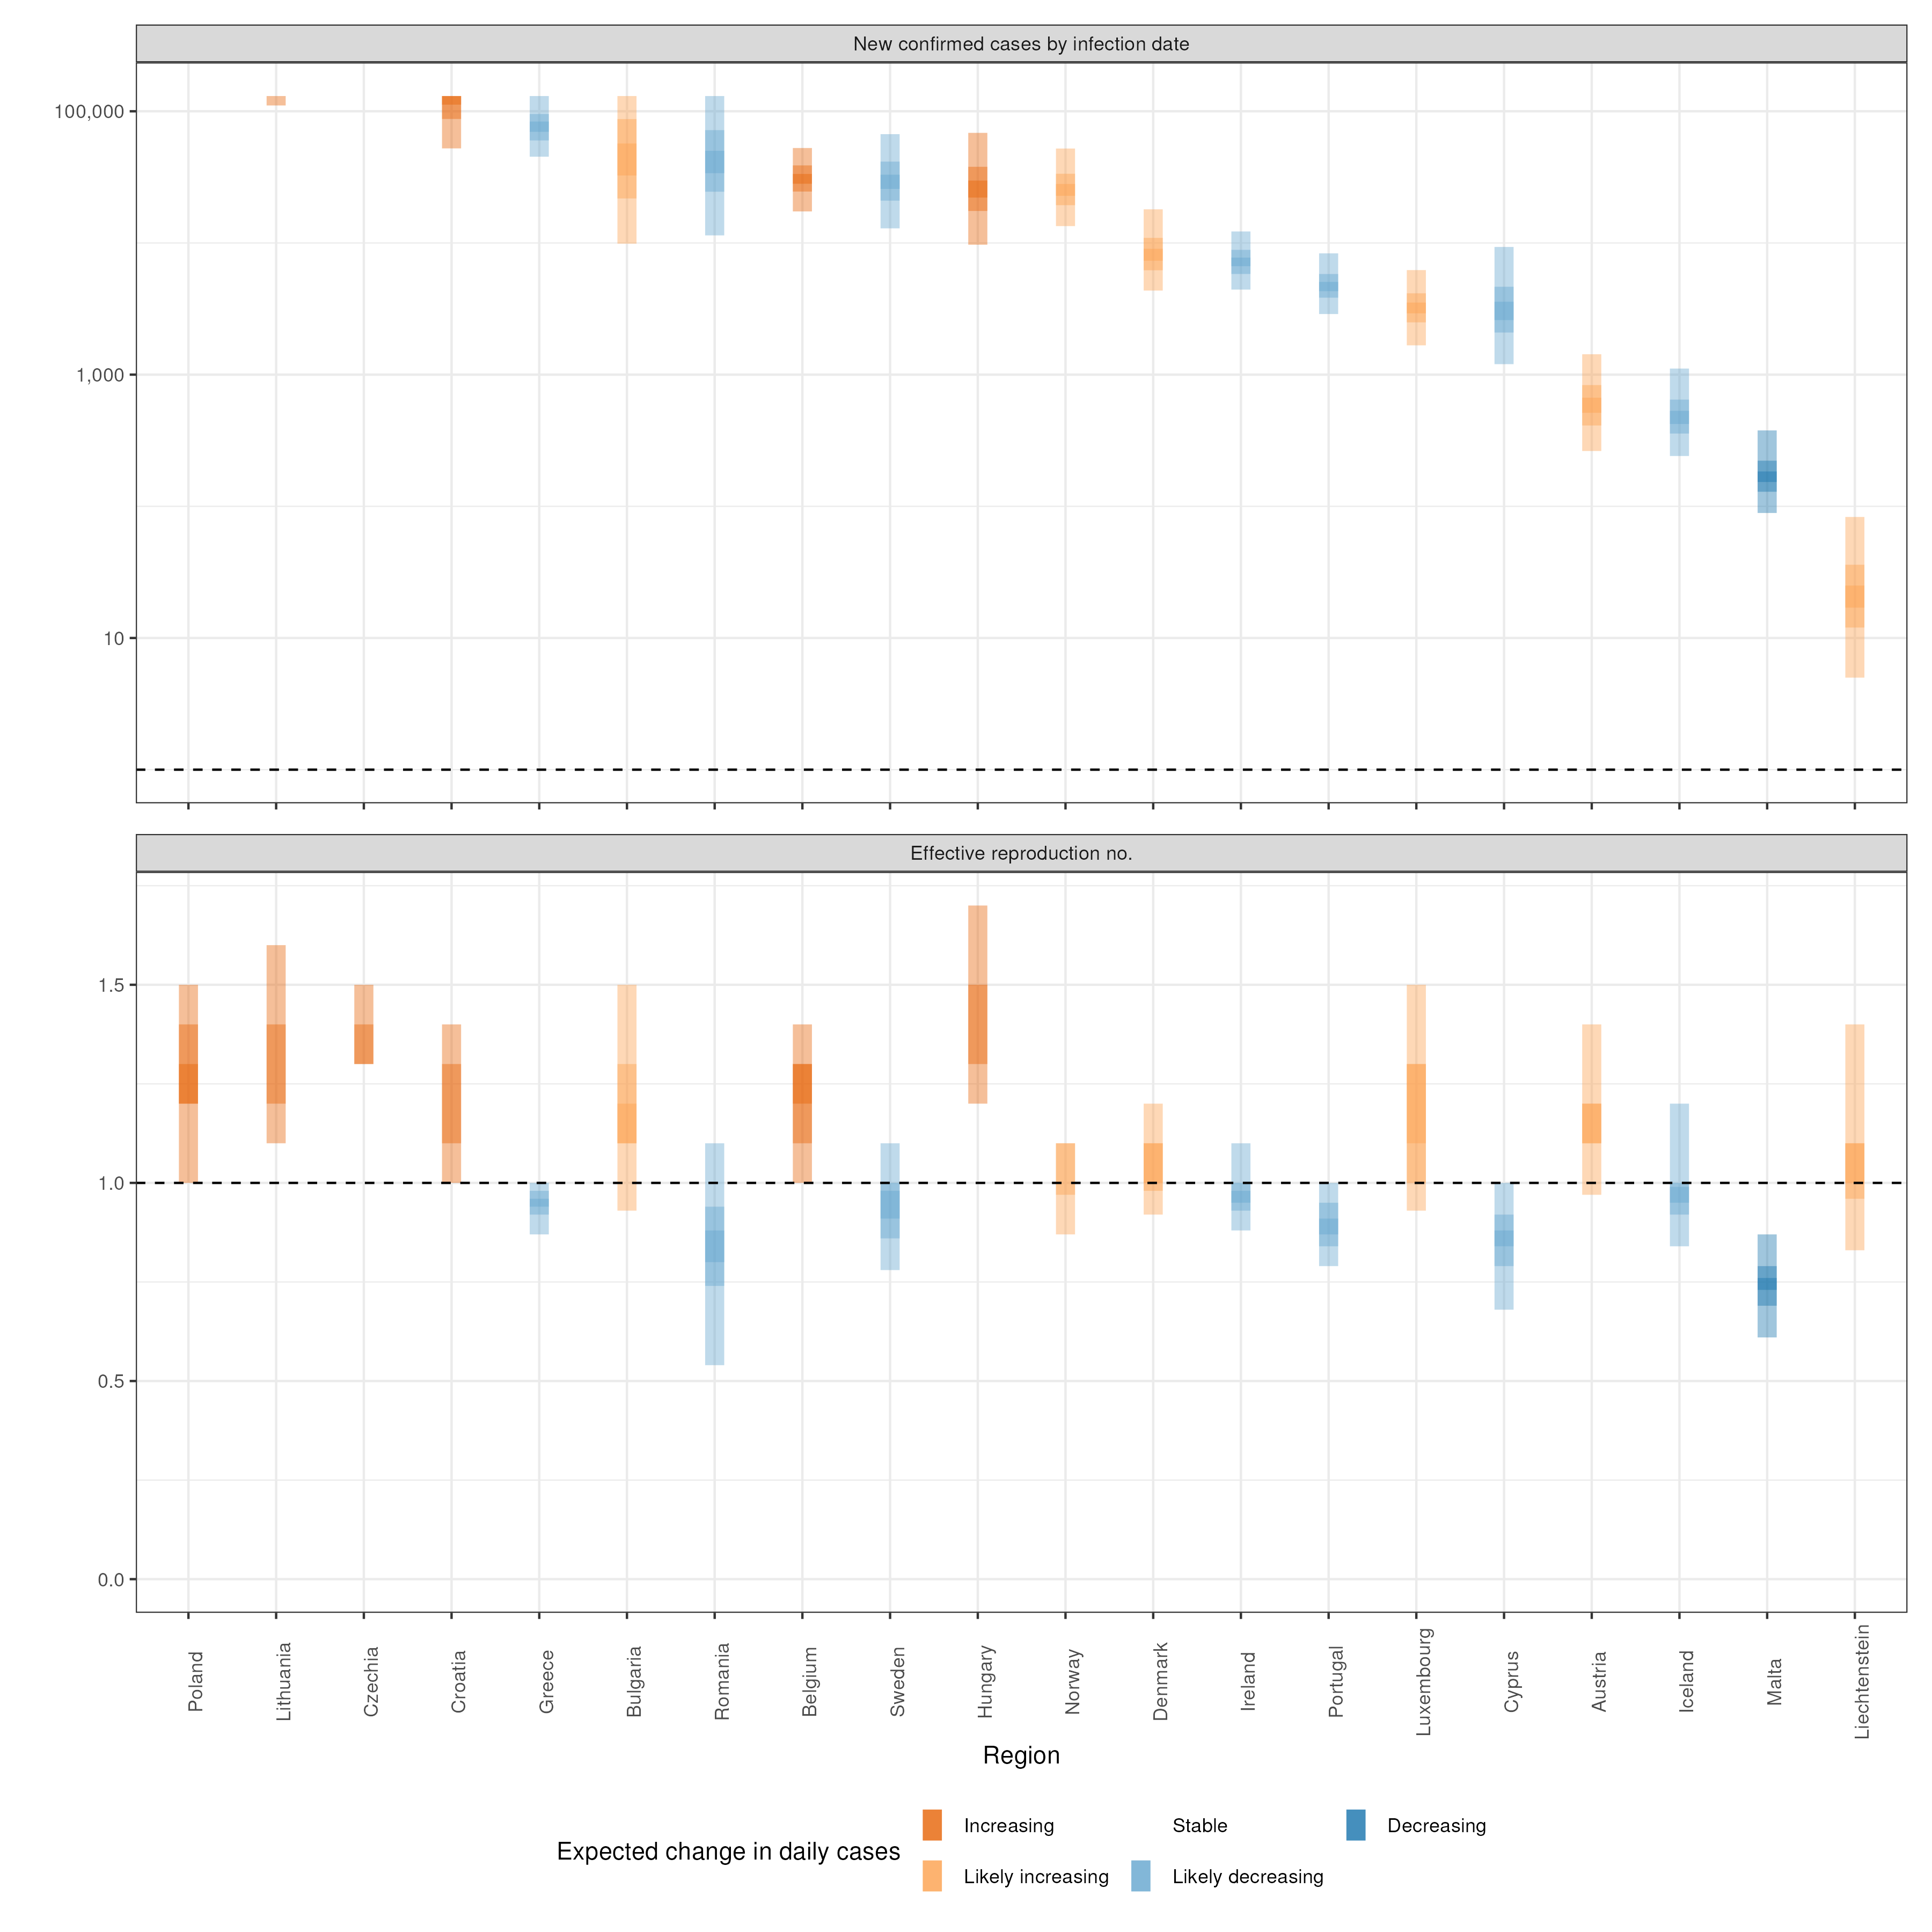 New confirmed cases by infection date
100,000
1,000
10
Effective reproduction no.
1.5
1.0
0.5
0.0
Poland
Lithuania
Czechia
Croatia
Greece
Bulgaria
Romania
Belgium
Sweden
Hungary
Norway
Denmark
Ireland
Portugal
Luxembourg
Cyprus
Austria
Iceland
Malta
Liechtenstein
Region
Expected change in daily cases
Increasing
Stable
Decreasing
Likely increasing
Likely decreasing